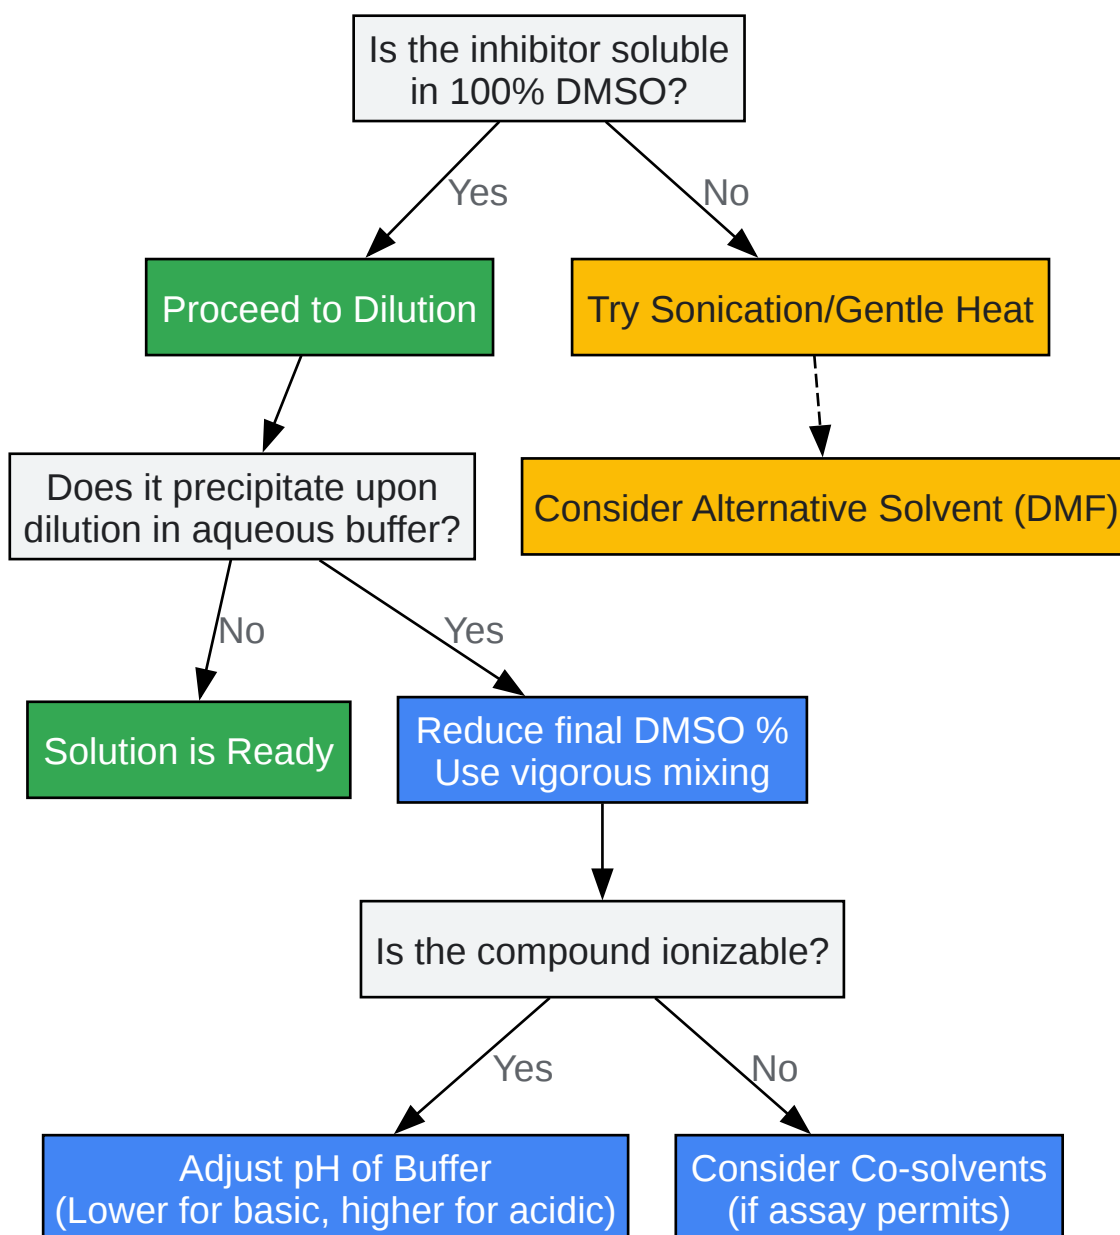 Is the inhibitor soluble
in 100% DMSO?
Yes
No
Proceed to Dilution
Try Sonication/Gentle Heat
Does it precipitate upon
dilution in aqueous buffer?
Consider Alternative Solvent (DMF)
No
Yes
Solution is Ready
Reduce final DMSO %
Use vigorous mixing
Is the compound ionizable?
Yes
No
Adjust pH of Buffer
(Lower for basic, higher for acidic)
Consider Co-solvents
(if assay permits)